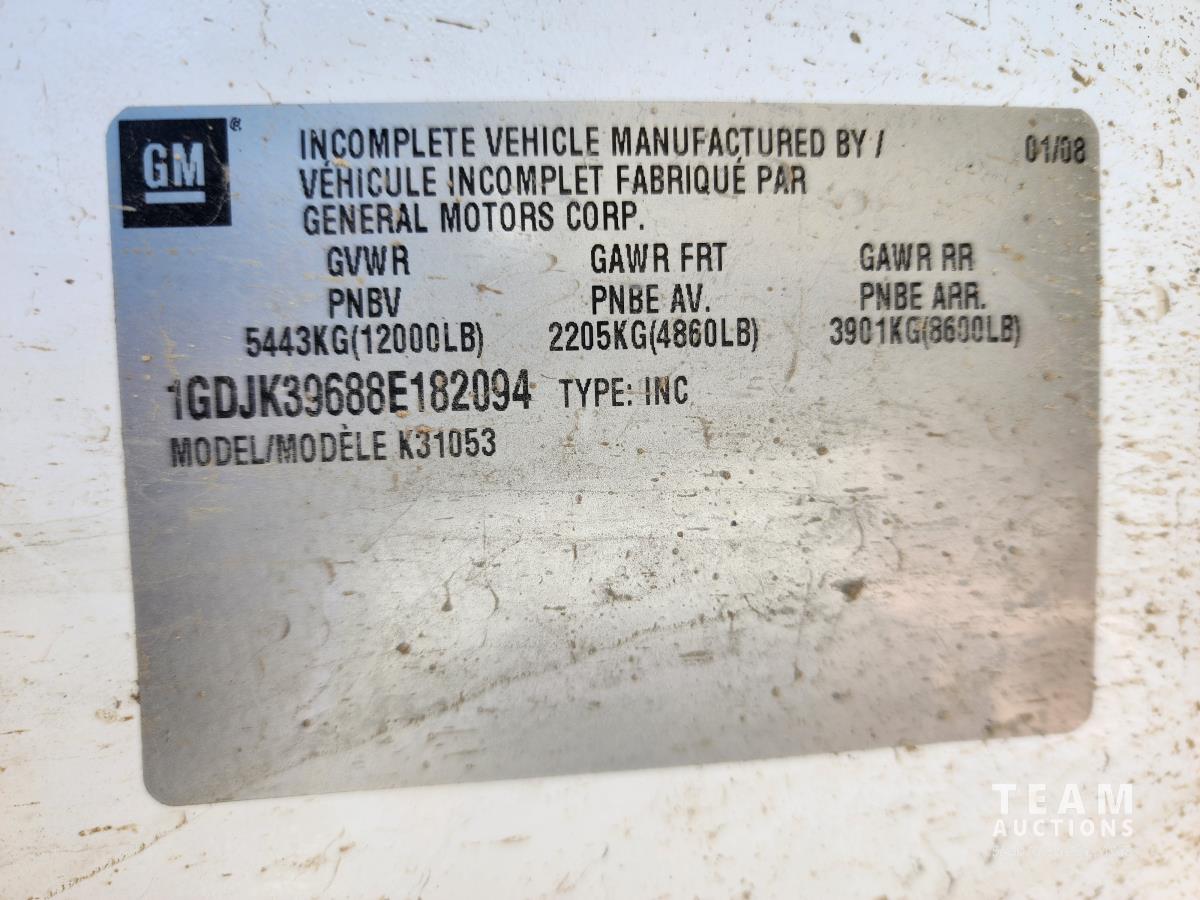 GM ®
INCOMPLETE VEHICLE MANUFACTURED BY / 01/08
VÉHICULE INCOMPLET FABRIQUÉ PAR
GENERAL MOTORS CORP.
GVWR GAWR FRT GAWR RR
PNBV PNBE AV. PNBE ARR.
5443KG(12000LB) 2205KG(4860LB) 3901KG(8600LB)
1GDJK39688E182094 TYPE: INC
MODEL/MODÈLE K31053
TEAM
AUCTIONS